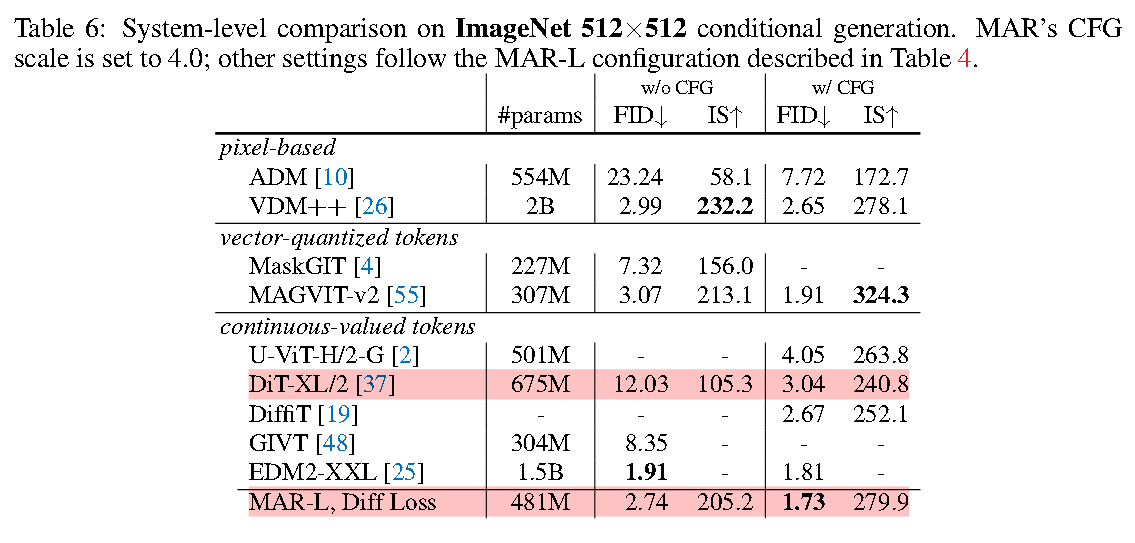 Table 6: System-level comparison on ImageNet 512×512 conditional generation. MAR's CFG
scale is set to 4.0; other settings follow the MAR-L configuration described in Table 4.
w/o CFG w/ CFG
#params FID↓ IS↑ FID↓ IS↑
pixel-based
ADM [10] 554M 23.24 58.1 7.72 172.7
VDM++ [26] 2B 2.99 232.2 2.65 278.1
vector-quantized tokens
MaskGIT [4] 227M 7.32 156.0 - -
MAGVIT-v2 [55] 307M 3.07 213.1 1.91 324.3
continuous-valued tokens
U-ViT-H/2-G [2] 501M - - 4.05 263.8
DiT-XL/2 [37] 675M 12.03 105.3 3.04 240.8
DiffiT [19] - - - 2.67 252.1
GIVT [48] 304M 8.35 - - -
EDM2-XXL [25] 1.5B 1.91 - 1.81 -
MAR-L, Diff Loss 481M 2.74 205.2 1.73 279.9